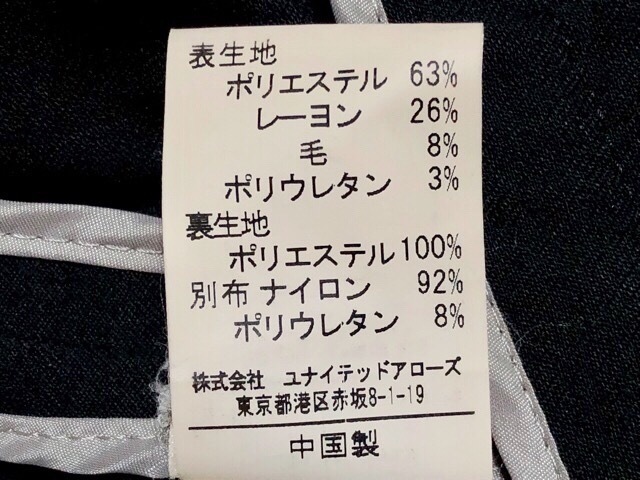 表生地
ポリエステル 63%
レーヨン 26%
毛 8%
ポリウレタン 3%
裏生地
ポリエステル 100%
別布 ナイロン 92%
ポリウレタン 8%
株式会社 ユナイテッドアローズ
東京都港区赤坂8-1-19
中国製